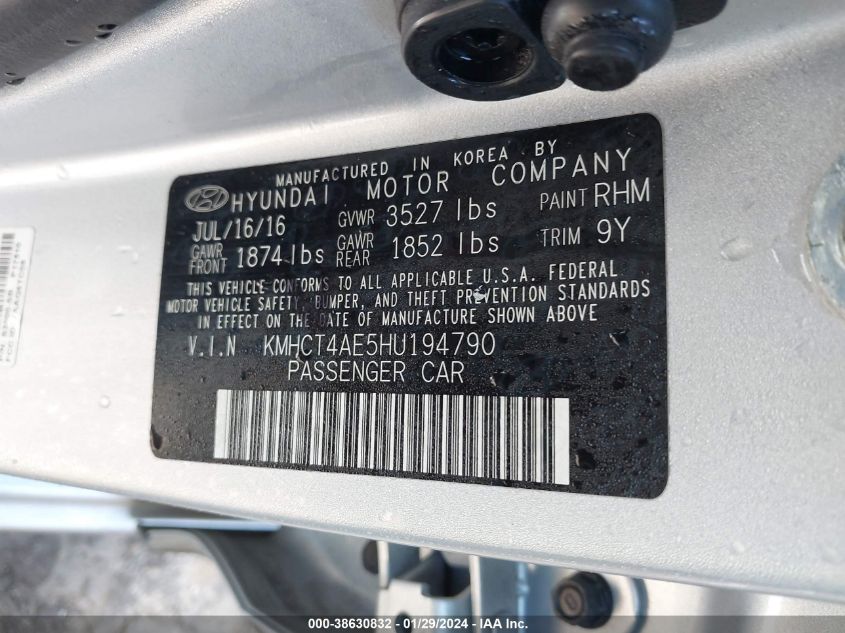 MANUFACTURED IN KOREA BY
HYUNDAI MOTOR COMPANY
JUL/16/16 GVWR 3527 lbs PAINT RHM
GAWR FRONT 1874 lbs GAWR REAR 1852 lbs TRIM 9Y
THIS VEHICLE CONFORMS TO ALL APPLICABLE U.S.A. FEDERAL
MOTOR VEHICLE SAFETY, BUMPER, AND THEFT PREVENTION STANDARDS
IN EFFECT ON THE DATE OF MANUFACTURE SHOWN ABOVE
V.I.N KMHCT4AE5HU194790
PASSENGER CAR
000-38630832 - 01/29/2024 - IAA Inc.